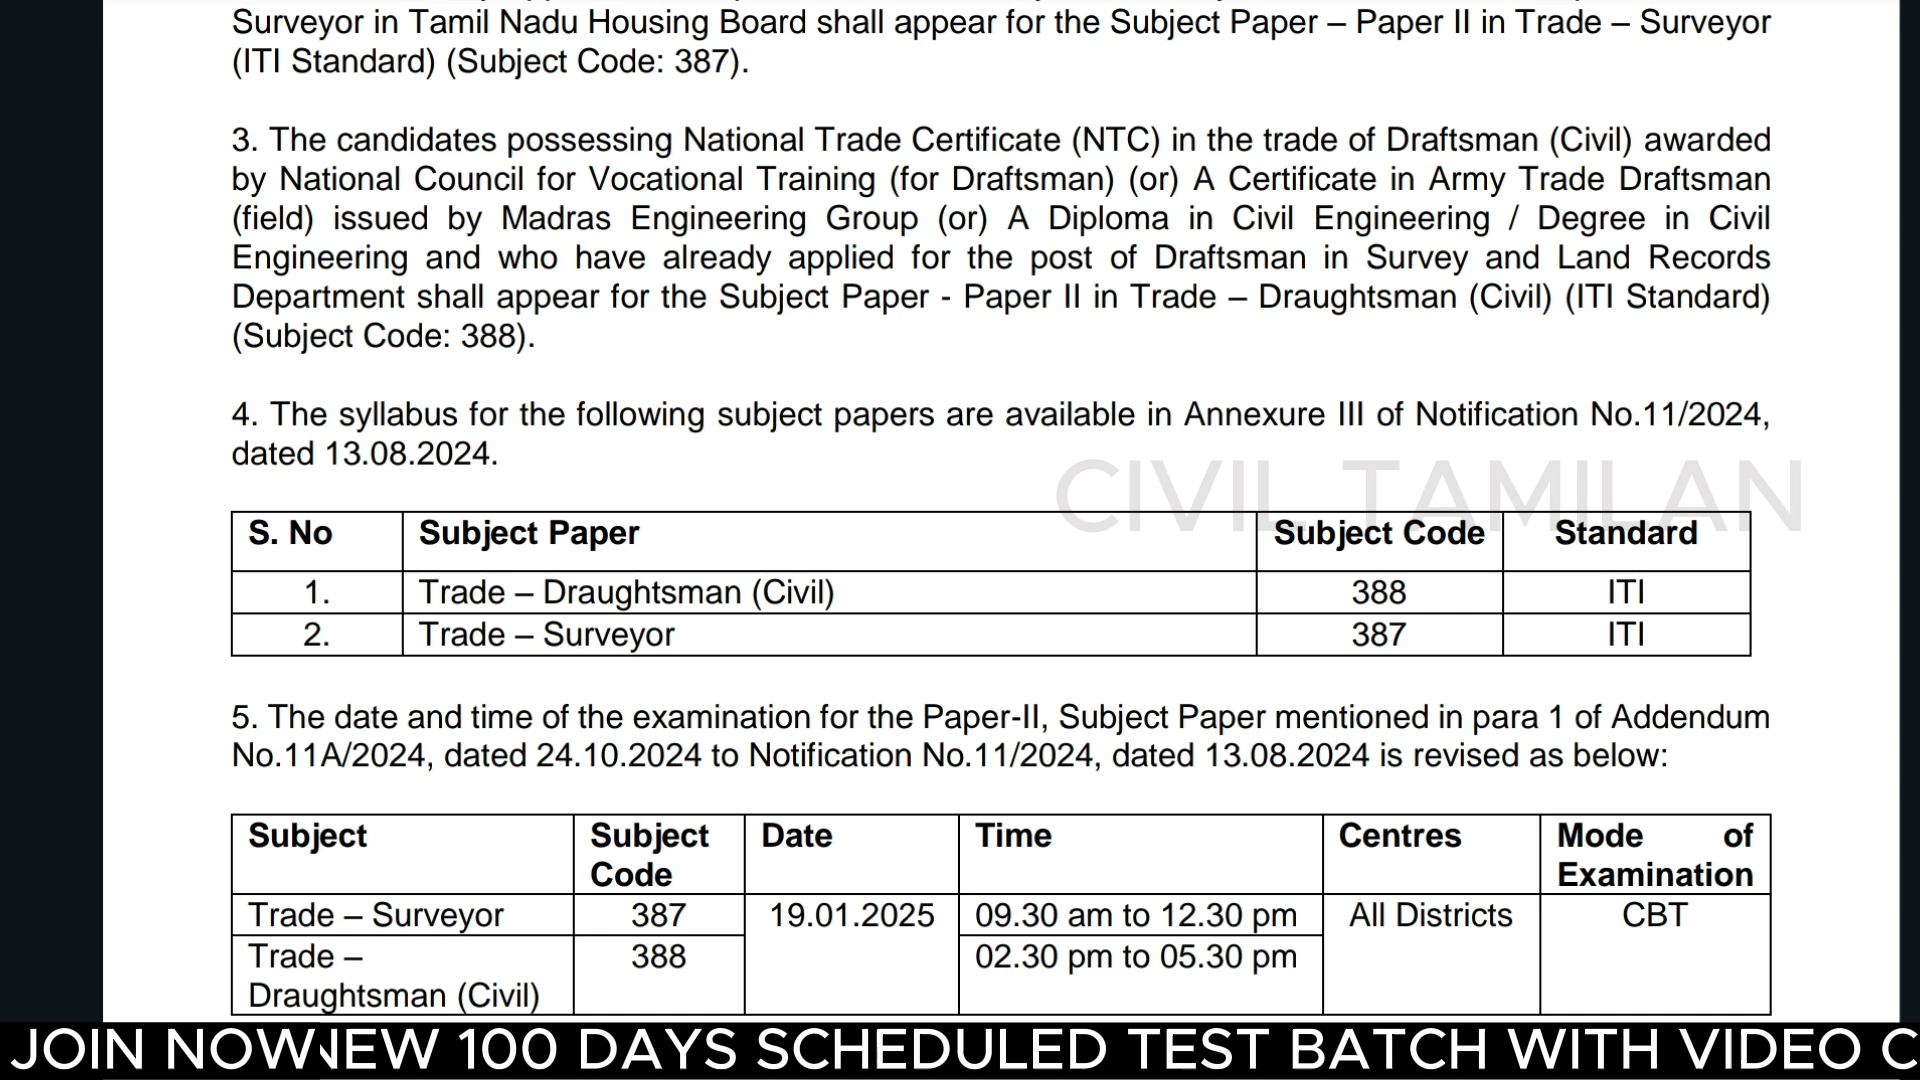 Surveyor in Tamil Nadu Housing Board shall appear for the Subject Paper – Paper II in Trade – Surveyor
(ITI Standard) (Subject Code: 387).
3. The candidates possessing National Trade Certificate (NTC) in the trade of Draftsman (Civil) awarded
by National Council for Vocational Training (for Draftsman) (or) A Certificate in Army Trade Draftsman
(field) issued by Madras Engineering Group (or) A Diploma in Civil Engineering / Degree in Civil
Engineering and who have already applied for the post of Draftsman in Survey and Land Records
Department shall appear for the Subject Paper - Paper II in Trade – Draughtsman (Civil) (ITI Standard)
(Subject Code: 388).
4. The syllabus for the following subject papers are available in Annexure III of Notification No.11/2024,
dated 13.08.2024.
CIVIL TAMILAN
S. No Subject Paper Subject Code Standard
1. Trade – Draughtsman (Civil) 388 ITI
2. Trade – Surveyor 387 ITI
5. The date and time of the examination for the Paper-II, Subject Paper mentioned in para 1 of Addendum
No.11A/2024, dated 24.10.2024 to Notification No.11/2024, dated 13.08.2024 is revised as below:
Subject Subject Date Time Centres Mode of
Code Examination
Trade – Surveyor 387 19.01.2025 09.30 am to 12.30 pm All Districts CBT
Trade – 388 02.30 pm to 05.30 pm
Draughtsman (Civil)
JOIN NOW NEW 100 DAYS SCHEDULED TEST BATCH WITH VIDEO C